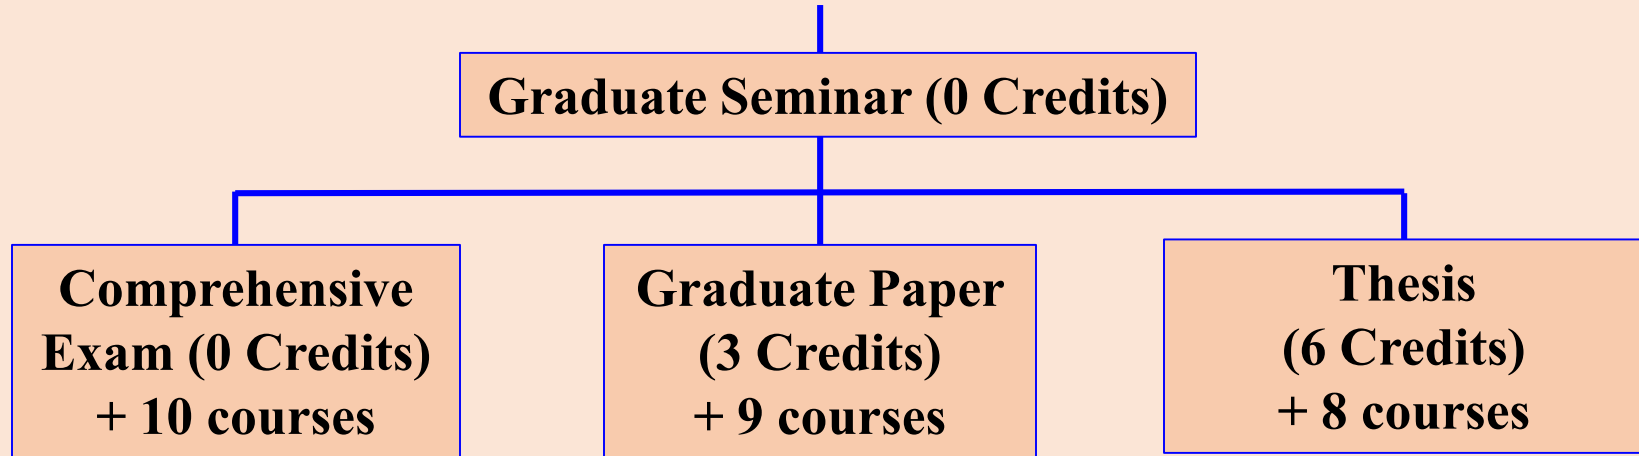 Graduate Seminar (0 Credits)
Comprehensive
Exam (0 Credits)
+ 10 courses
Graduate Paper
(3 Credits)
+ 9 courses
Thesis
(6 Credits)
+ 8 courses